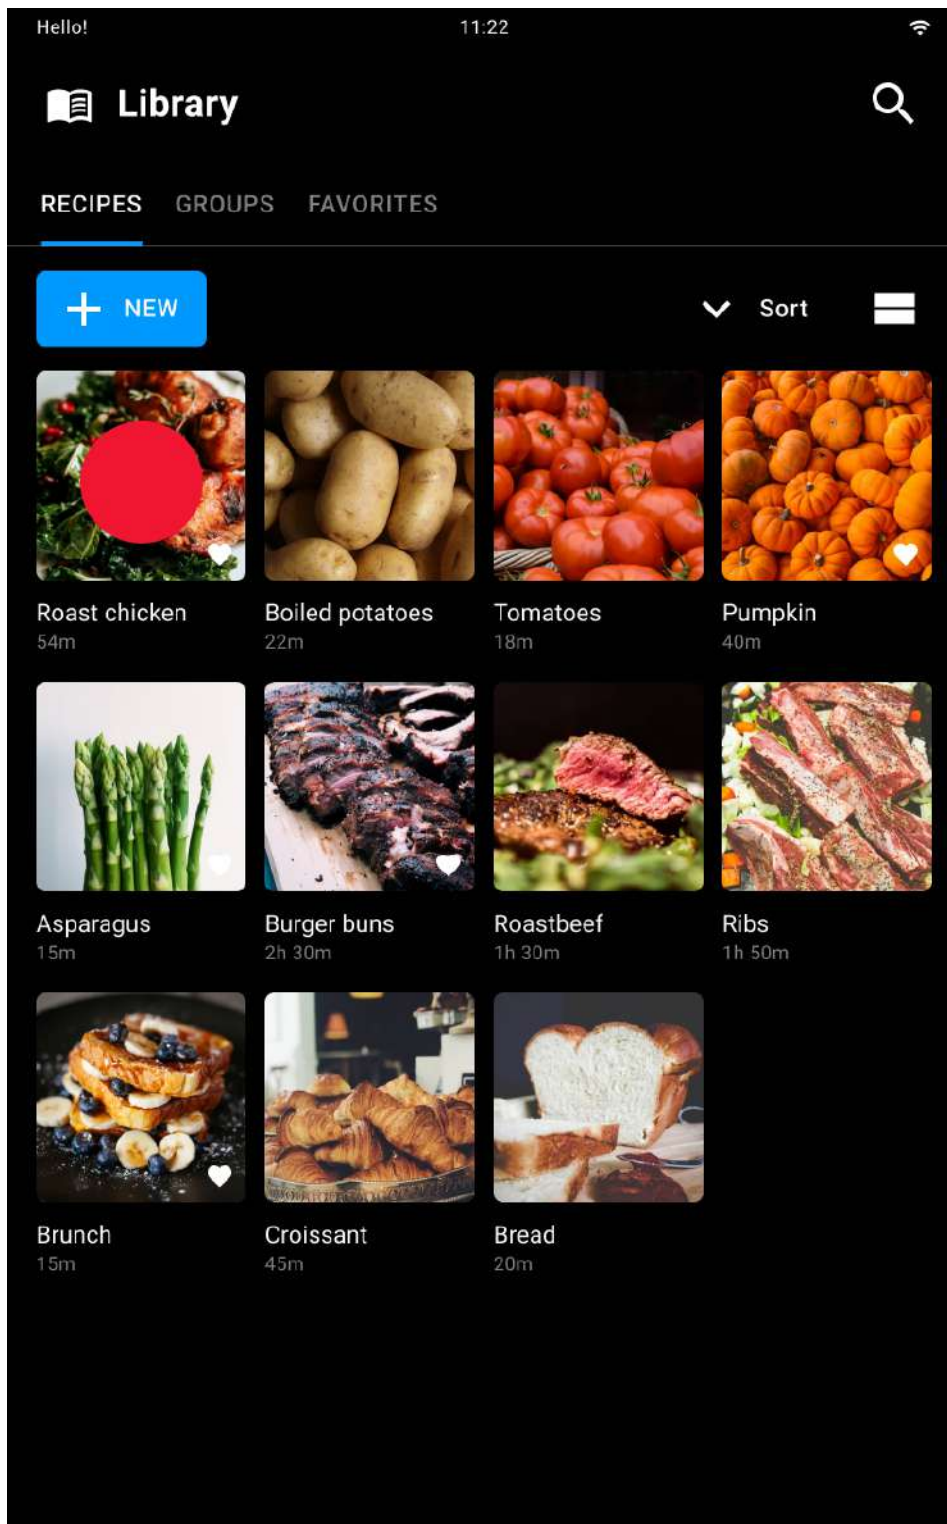 Hello! 11:22
Library
RECIPES GROUPS FAVORITES
NEW Sort
Roast chicken Boiled potatoes Tomatoes Pumpkin
54m 22m 18m 40m
Asparagus Burger buns Roastbeef Ribs
15m 2h 30m 1h 30m 1h 50m
Brunch Croissant Bread
15m 45m 20m